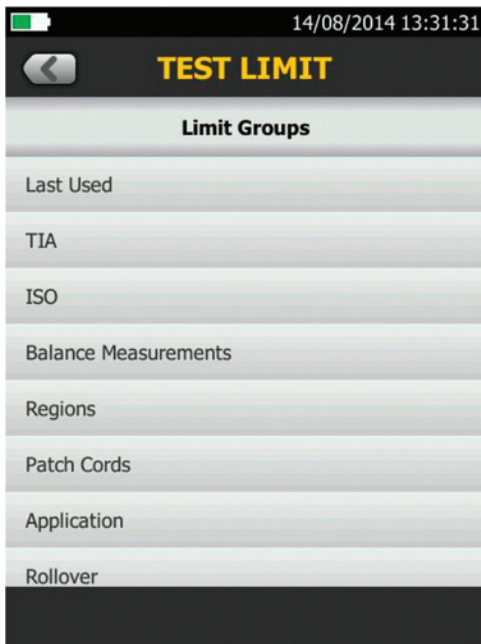 14/08/2014 13:31:31
TEST LIMIT
Limit Groups
Last Used
TIA
ISO
Balance Measurements
Regions
Patch Cords
Application
Rollover